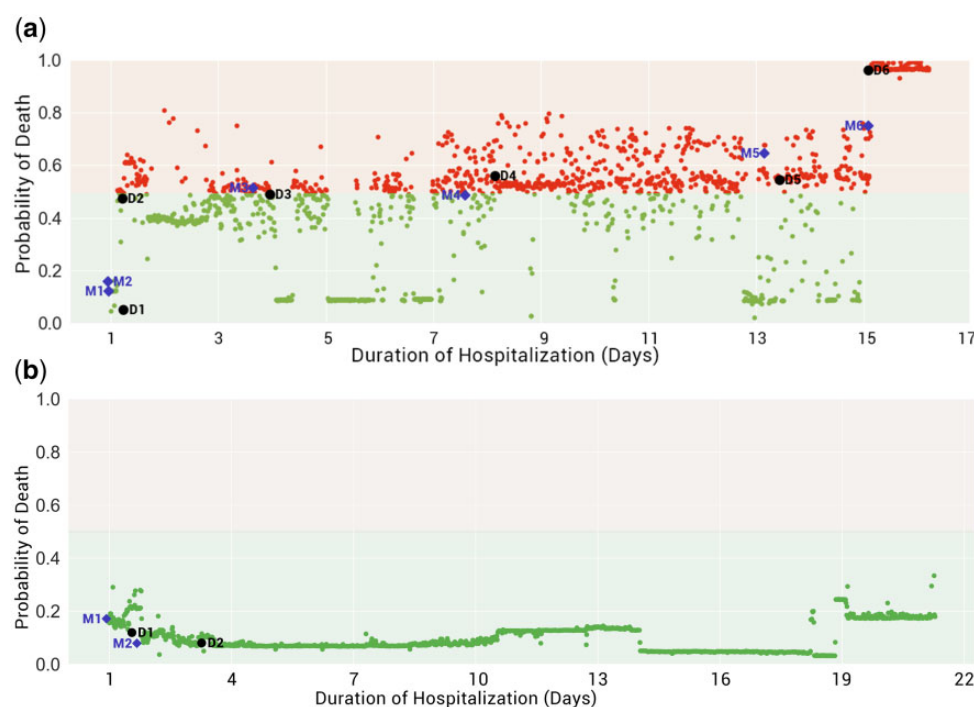 (a)
Probability of Death
1.0
0.8
0.6
0.4
0.2
0.0
M1
M2
D1
D2
M3
D3
M4
D4
M5
D5
M6
D6
1 3 5 7 9 11 13 15 17
Duration of Hospitalization (Days)
(b)
Probability of Death
1.0
0.8
0.6
0.4
0.2
0.0
M1
D1
M2
D2
1 4 7 10 13 16 19 22
Duration of Hospitalization (Days)